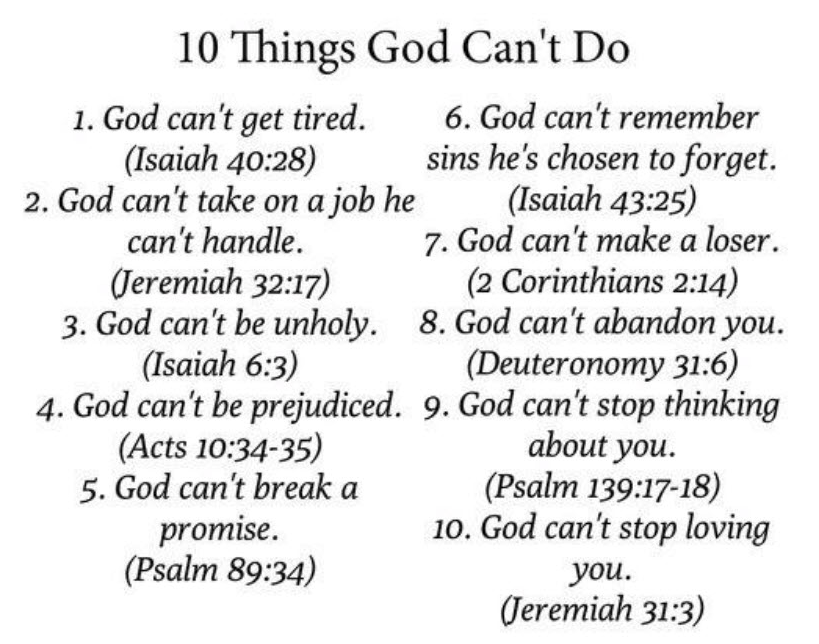 10 Things God Can't Do
1. God can't get tired.
(Isaiah 40:28)
2. God can't take on a job he
can't handle.
(Jeremiah 32:17)
3. God can't be unholy.
(Isaiah 6:3)
4. God can't be prejudiced.
(Acts 10:34-35)
5. God can't break a
promise.
(Psalm 89:34)
6. God can't remember
sins he's chosen to forget.
(Isaiah 43:25)
7. God can't make a loser.
(2 Corinthians 2:14)
8. God can't abandon you.
(Deuteronomy 31:6)
9. God can't stop thinking
about you.
(Psalm 139:17-18)
10. God can't stop loving
you.
(Jeremiah 31:3)